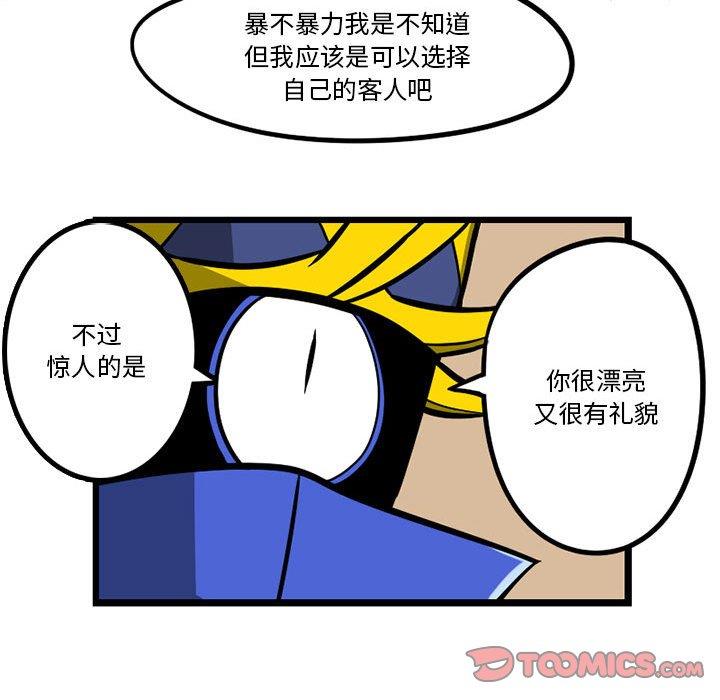 暴不暴力我是不知道
但我应该是可以选择
自己的客人吧
不过
惊人的是
你很漂亮
又很有礼貌
TOOMICS.COM